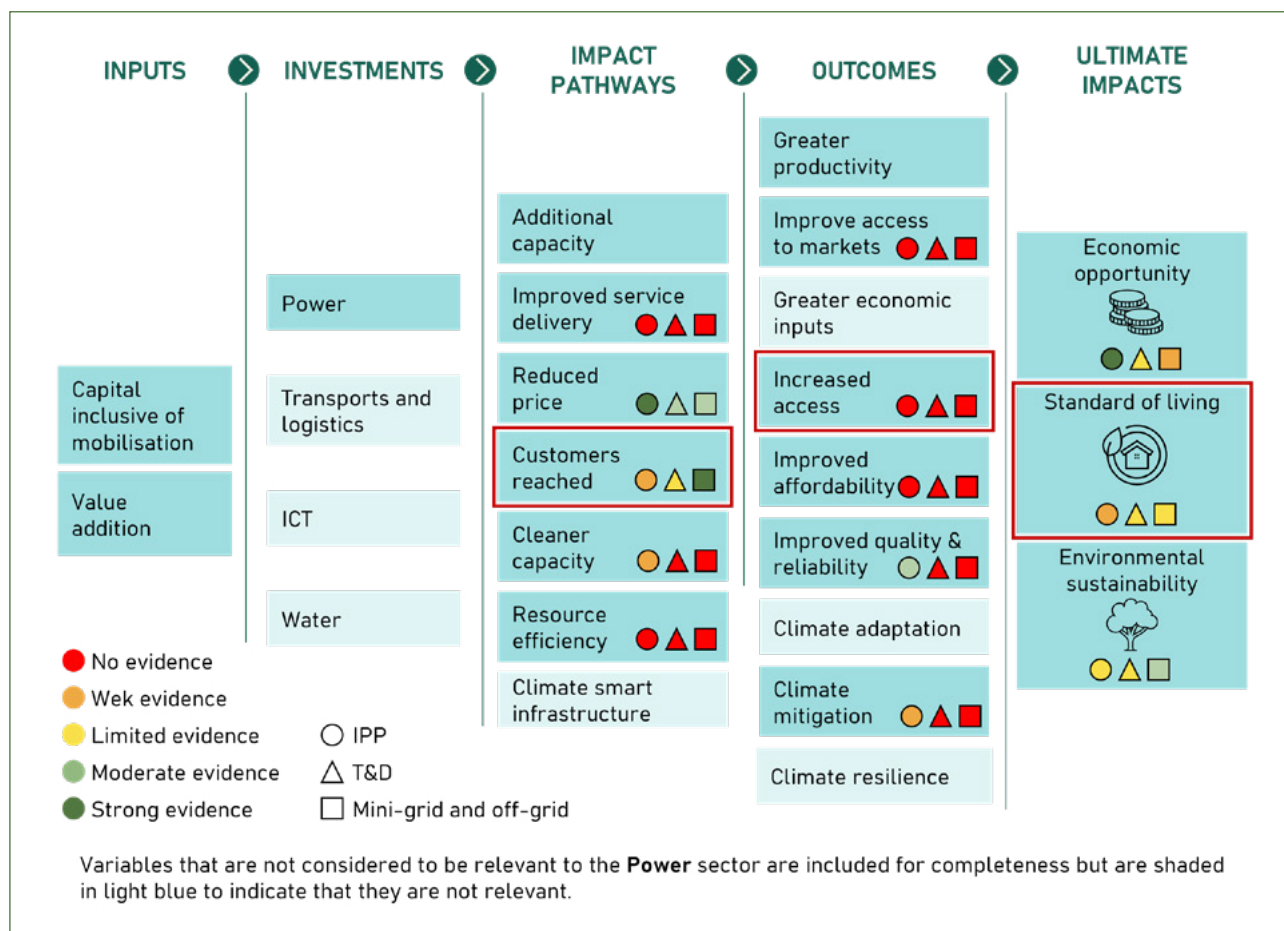 INPUTS
INVESTMENTS
IMPACT
PATHWAYS
OUTCOMES
ULTIMATE
IMPACTS
Capital
inclusive of
mobilisation
Value
addition
Power
Transports and
logistics
ICT
Water
Additional
capacity
Improved service
delivery
Reduced
price
Customers
reached
Cleaner
capacity
Resource
efficiency
Climate smart
infrastructure
Greater
productivity
Improve access
to markets
Greater economic
inputs
Increased
access
Improved
affordability
Improved quality &
reliability
Climate adaptation
Climate
mitigation
Climate resilience
Economic
opportunity
Standard of living
Environmental
sustainability
No evidence
Wek evidence
Limited evidence
Moderate evidence
Strong evidence
IPP
T&D
Mini-grid and off-grid
Variables that are not considered to be relevant to the Power sector are included for completeness but are shaded
in light blue to indicate that they are not relevant.